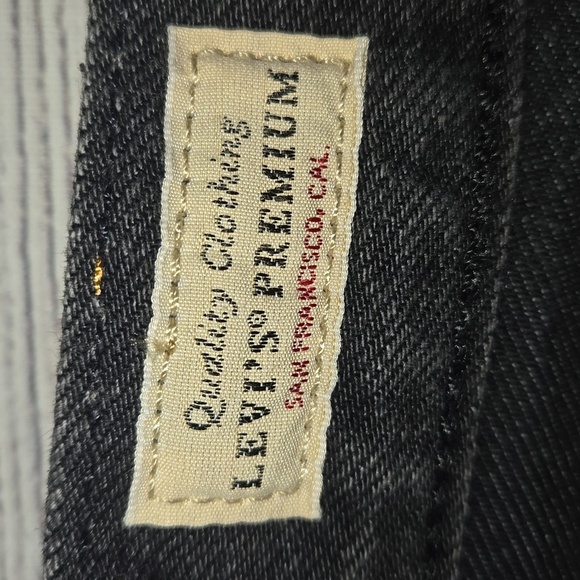 Quality Clothing
LEVI'S® PREMIUM
SAN FRANCISCO, CAL.